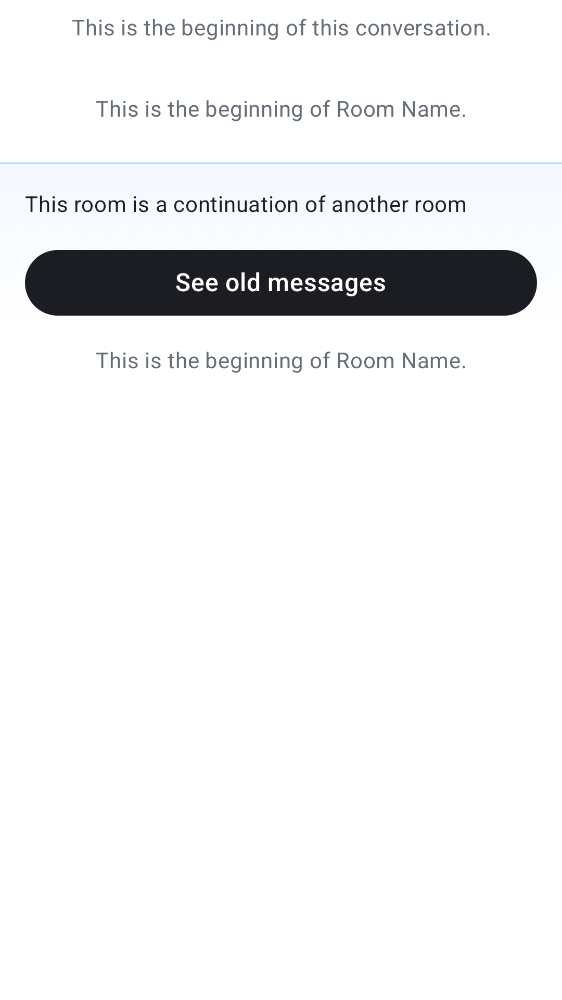 This is the beginning of this conversation.
This is the beginning of Room Name.
This room is a continuation of another room
See old messages
This is the beginning of Room Name.